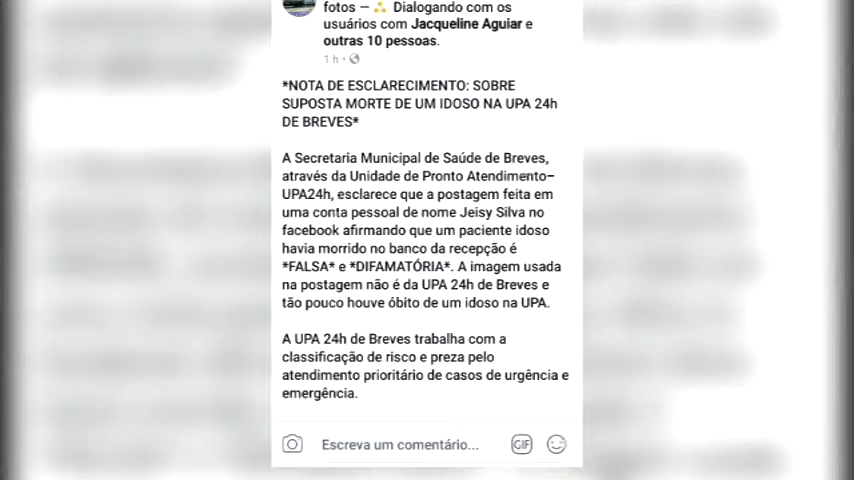 fotos — Dialogando com os
usuários com Jacqueline Aguiar e
outras 10 pessoas.
1 h
*NOTA DE ESCLARECIMENTO: SOBRE
SUPOSTA MORTE DE UM IDOSO NA UPA 24h
DE BREVES*
A Secretaria Municipal de Saúde de Breves,
através da Unidade de Pronto Atendimento–
UPA24h, esclarece que a postagem feita em
uma conta pessoal de nome Jeisy Silva no
facebook afirmando que um paciente idoso
havia morrido no banco da recepção é
*FALSA* e *DIFAMATÓRIA*. A imagem usada
na postagem não é da UPA 24h de Breves e
tão pouco houve óbito de um idoso na UPA.
A UPA 24h de Breves trabalha com a
classificação de risco e preza pelo
atendimento prioritário de casos de urgência e
emergência.
Escreva um comentário...
GIF